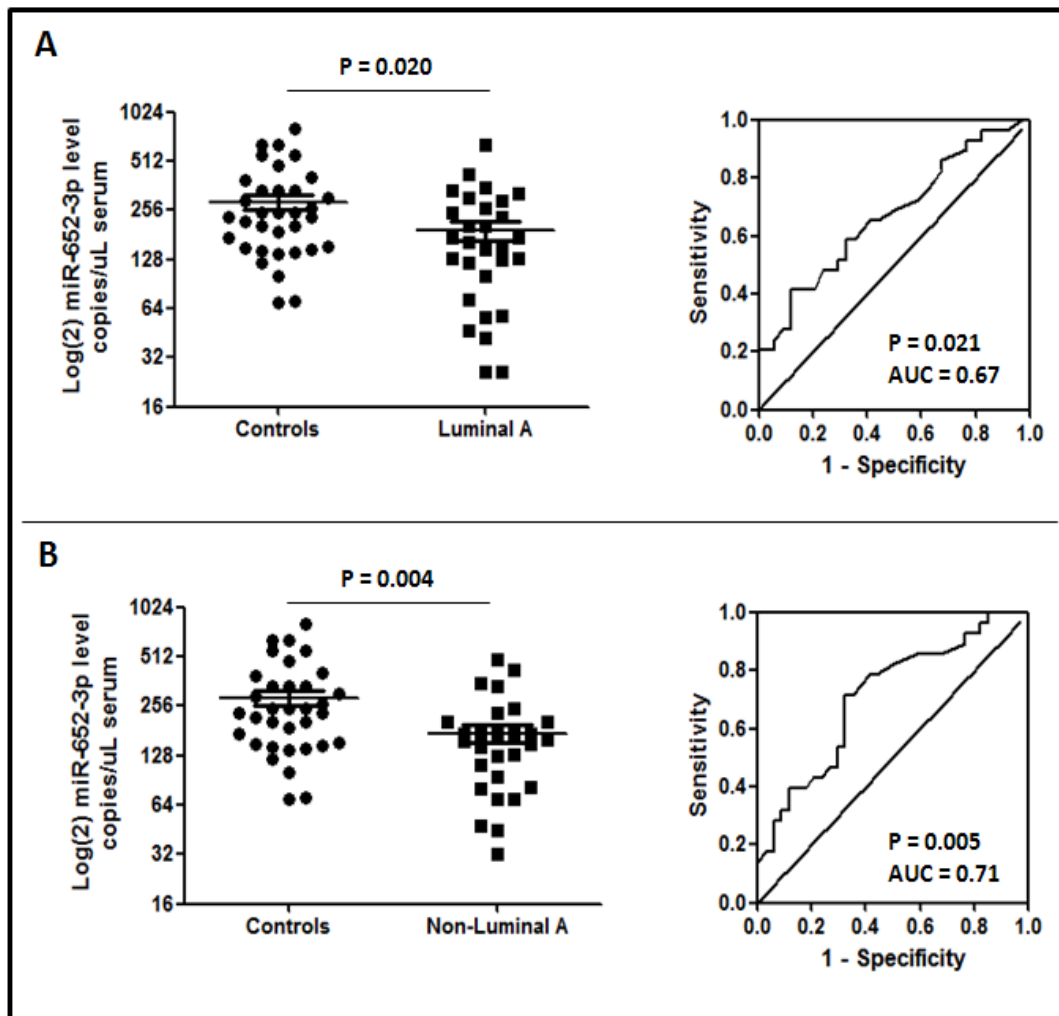 A
P = 0.020
Log(2) miR-652-3p level
copies/uL serum
1024
512
256
128
64
32
16
Controls
Luminal A
Sensitivity
1.0
0.8
0.6
0.4
0.2
0.0
P = 0.021
AUC = 0.67
0.0 0.2 0.4 0.6 0.8 1.0
1 - Specificity
B
P = 0.004
Log(2) miR-652-3p level
copies/uL serum
1024
512
256
128
64
32
16
Controls
Non-Luminal A
Sensitivity
1.0
0.8
0.6
0.4
0.2
0.0
P = 0.005
AUC = 0.71
0.0 0.2 0.4 0.6 0.8 1.0
1 - Specificity